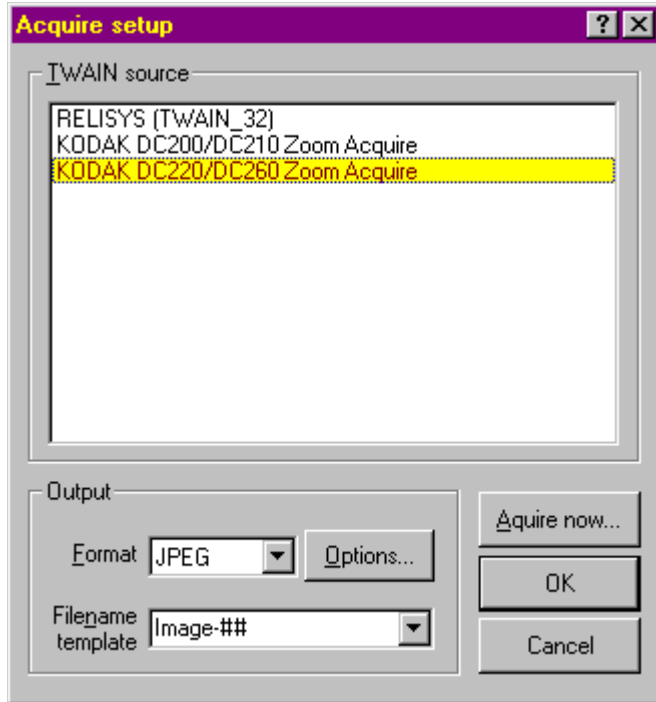 Acquire setup
TWAIN source
RELISYS (TWAIN_32)
KODAK DC200/DC210 Zoom Acquire
KODAK DC220/DC260 Zoom Acquire
Output
Format JPEG Options...
Filename template Image-##
Aquire now...
OK
Cancel